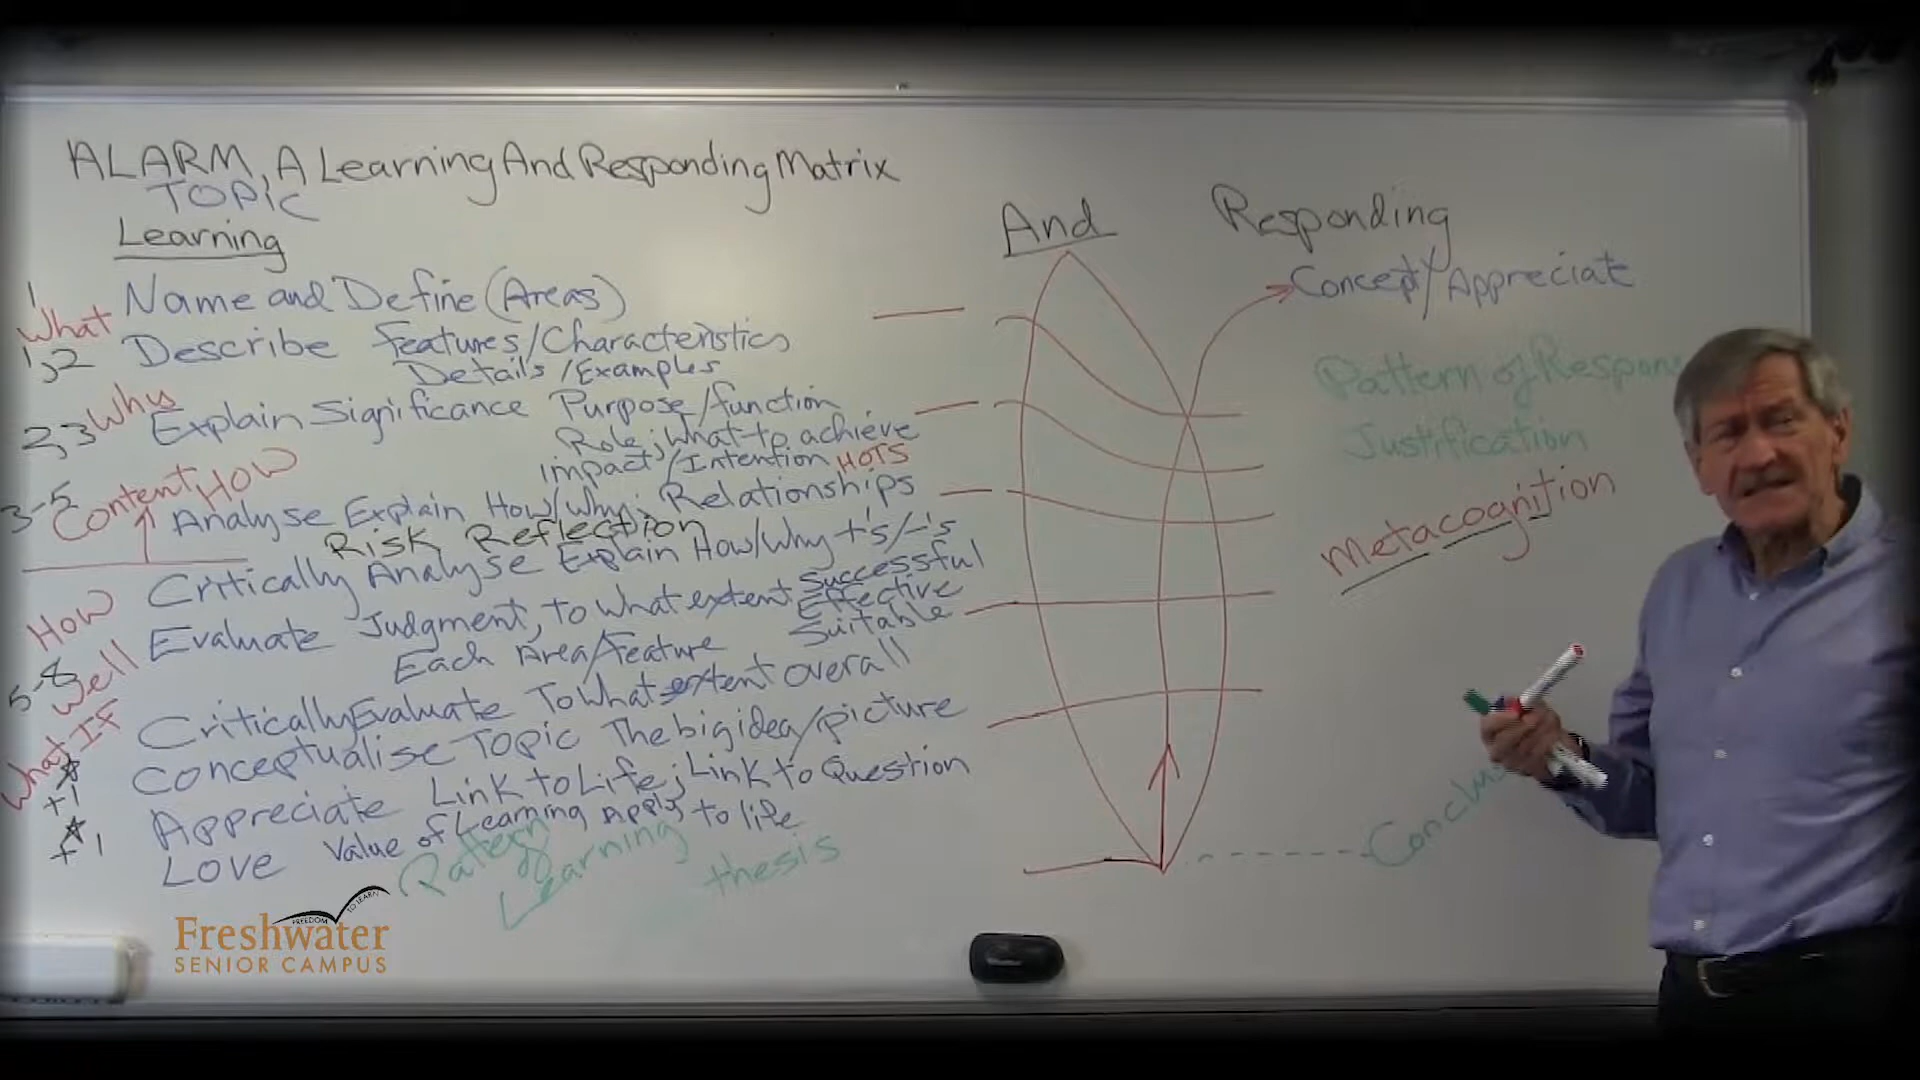 ALARM, A Learning And Responding Matrix
TOPIC
Learning
And
Responding
1
What
Name and Define (Areas)
Concept/Appreciate
1,2
Describe Features/Characteristics
Details/Examples
Pattern of Respons
Why
2,3
Explain Significance Purpose/function
Role; What to achieve
Justification
impact/Intention HOTS
HOW
3-5
Content
Analyse Explain How/Why; Relationships
Metacognition
Risk Reflection
Critically Analyse Explain How/Why +'s/-'s
How
Well
5-8
Evaluate Judgment, to what extent Successful
Effective
Suitable
Each Area/feature
What IF
Critically Evaluate To what extent overall
Conceptualise Topic The big idea/picture
+1
Appreciate Link to Life; Link to Question
+1
LOVE Value of Learning Apply to life
Conclu
Pattern
of
Learning
thesis
FREEDOM TO LEARN
Freshwater
SENIOR CAMPUS